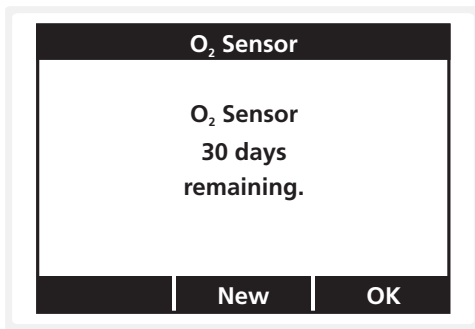 O₂ Sensor
O₂ Sensor
30 days
remaining.
New OK